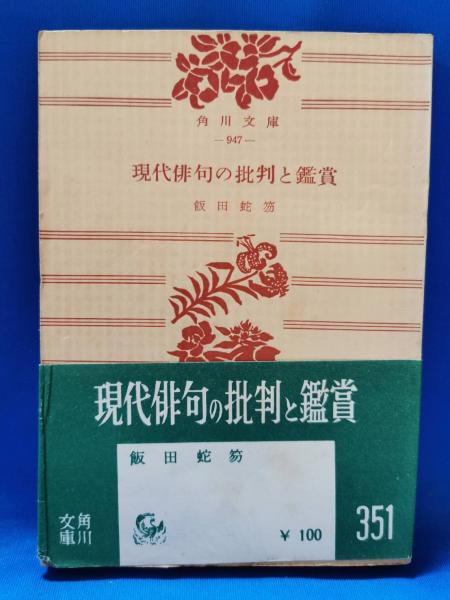 角川文庫
—947—
現代俳句の批判と鑑賞
飯田蛇笏
現代俳句の批判と鑑賞
飯田蛇笏
角川文庫
¥ 100
351